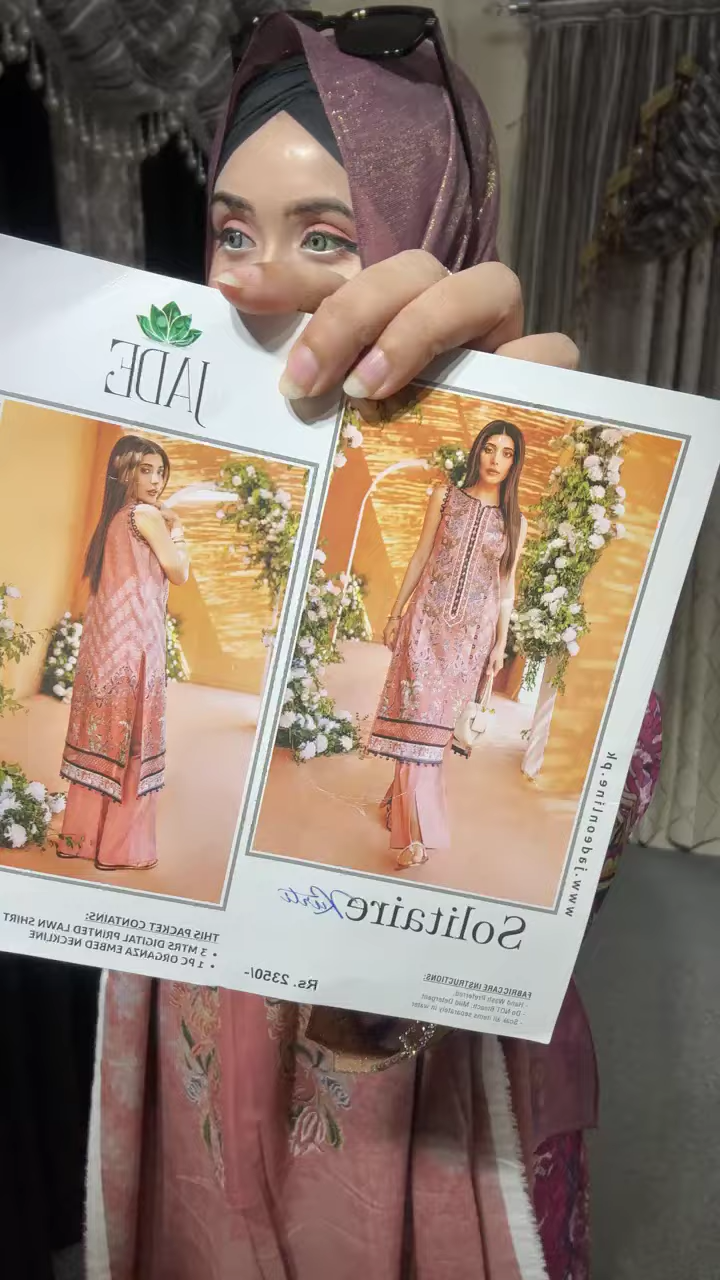 JADE
www.jadeonline.pk
Solitaire Kurti
THIS PACKET CONTAINS:
• 3 MTRS DIGITAL PRINTED LAWN SHIRT
• 1 PC ORGANZA EMBED NECKLINE
Rs. 2350/-
FABRIC CARE INSTRUCTIONS:
- Hand Wash Preferred
- Do NOT Bleach; Mild Detergent
- Soak all items separately in water